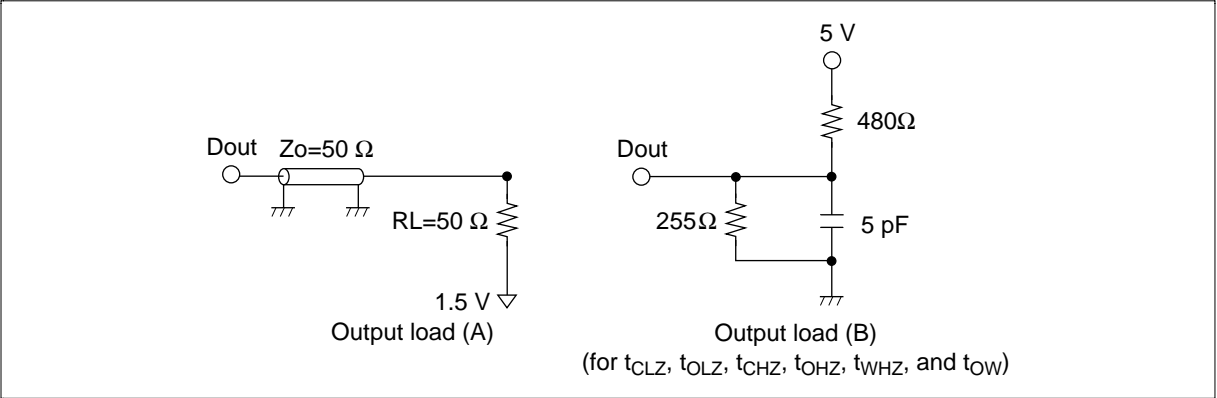 Dout
Zo=50 Ω
RL=50 Ω
1.5 V
Output load (A)
5 V
480Ω
Dout
255Ω
5 pF
Output load (B)
(for tCLZ, tOLZ, tCHZ, tOHZ, tWHZ, and tOW)